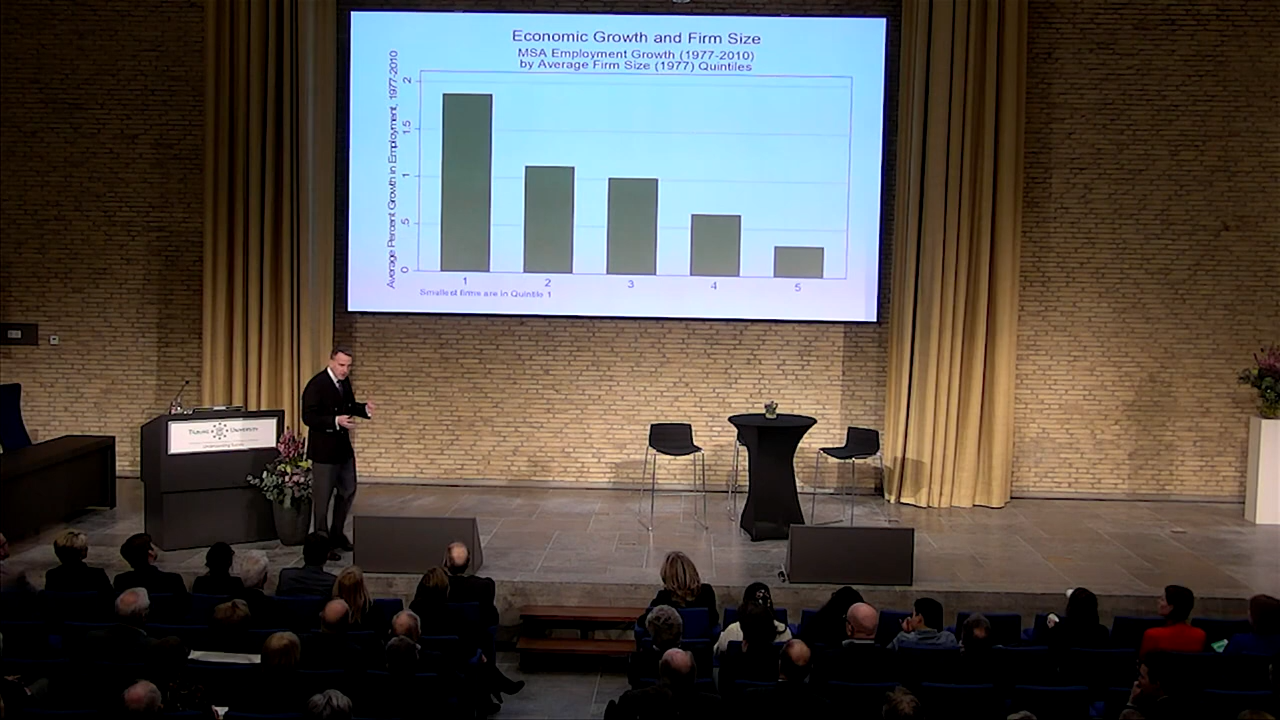 Economic Growth and Firm Size
MSA Employment Growth (1977-2010)
by Average Firm Size (1977) Quintiles
Average Percent Growth in Employment, 1977-2010
2
1.5
1
.5
0
1 2 3 4 5
Smallest firms are in Quintile 1
Tilburg University
Understanding Society